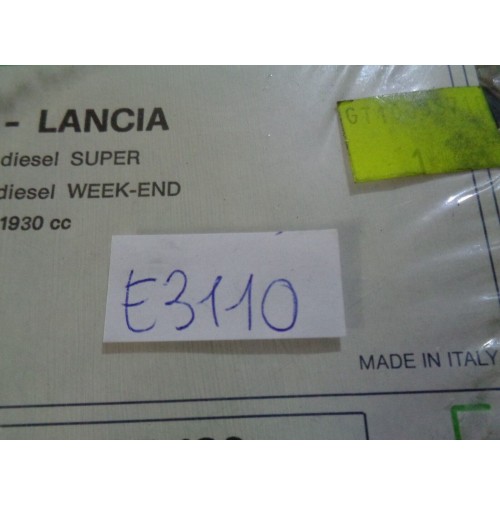 - LANCIA
diesel SUPER
diesel WEEK-END
1930 cc
E3110
MADE IN ITALY